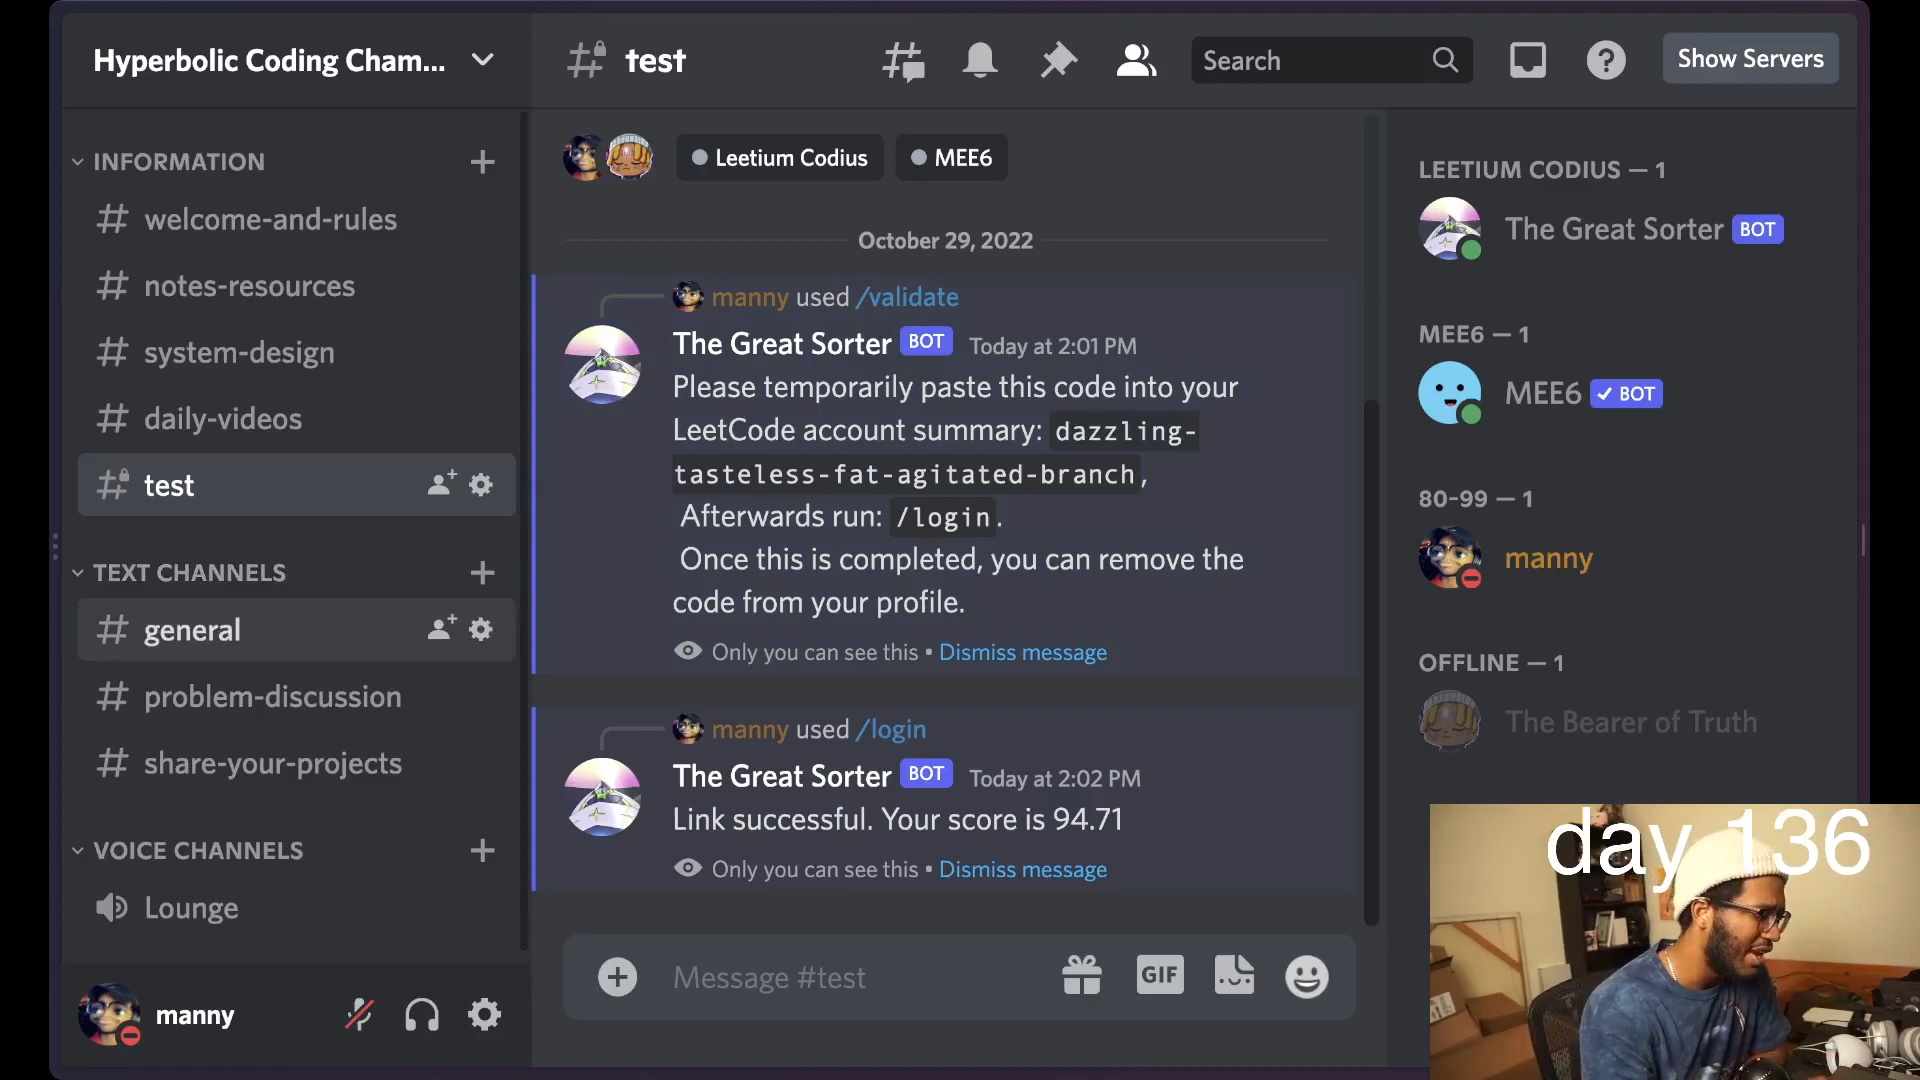 Hyperbolic Coding Cham...
test
Search
Show Servers
INFORMATION
welcome-and-rules
notes-resources
system-design
daily-videos
test
TEXT CHANNELS
general
problem-discussion
share-your-projects
VOICE CHANNELS
Lounge
manny
Leetium Codius
MEE6
October 29, 2022
manny used /validate
The Great Sorter BOT Today at 2:01 PM
Please temporarily paste this code into your
LeetCode account summary: dazzling-
tasteless-fat-agitated-branch,
Afterwards run: /login.
Once this is completed, you can remove the
code from your profile.
Only you can see this • Dismiss message
manny used /login
The Great Sorter BOT Today at 2:02 PM
Link successful. Your score is 94.71
Only you can see this • Dismiss message
Message #test
GIF
LEETIUM CODIUS — 1
The Great Sorter BOT
MEE6 — 1
MEE6 BOT
80-99 — 1
manny
OFFLINE — 1
The Bearer of Truth
day 136